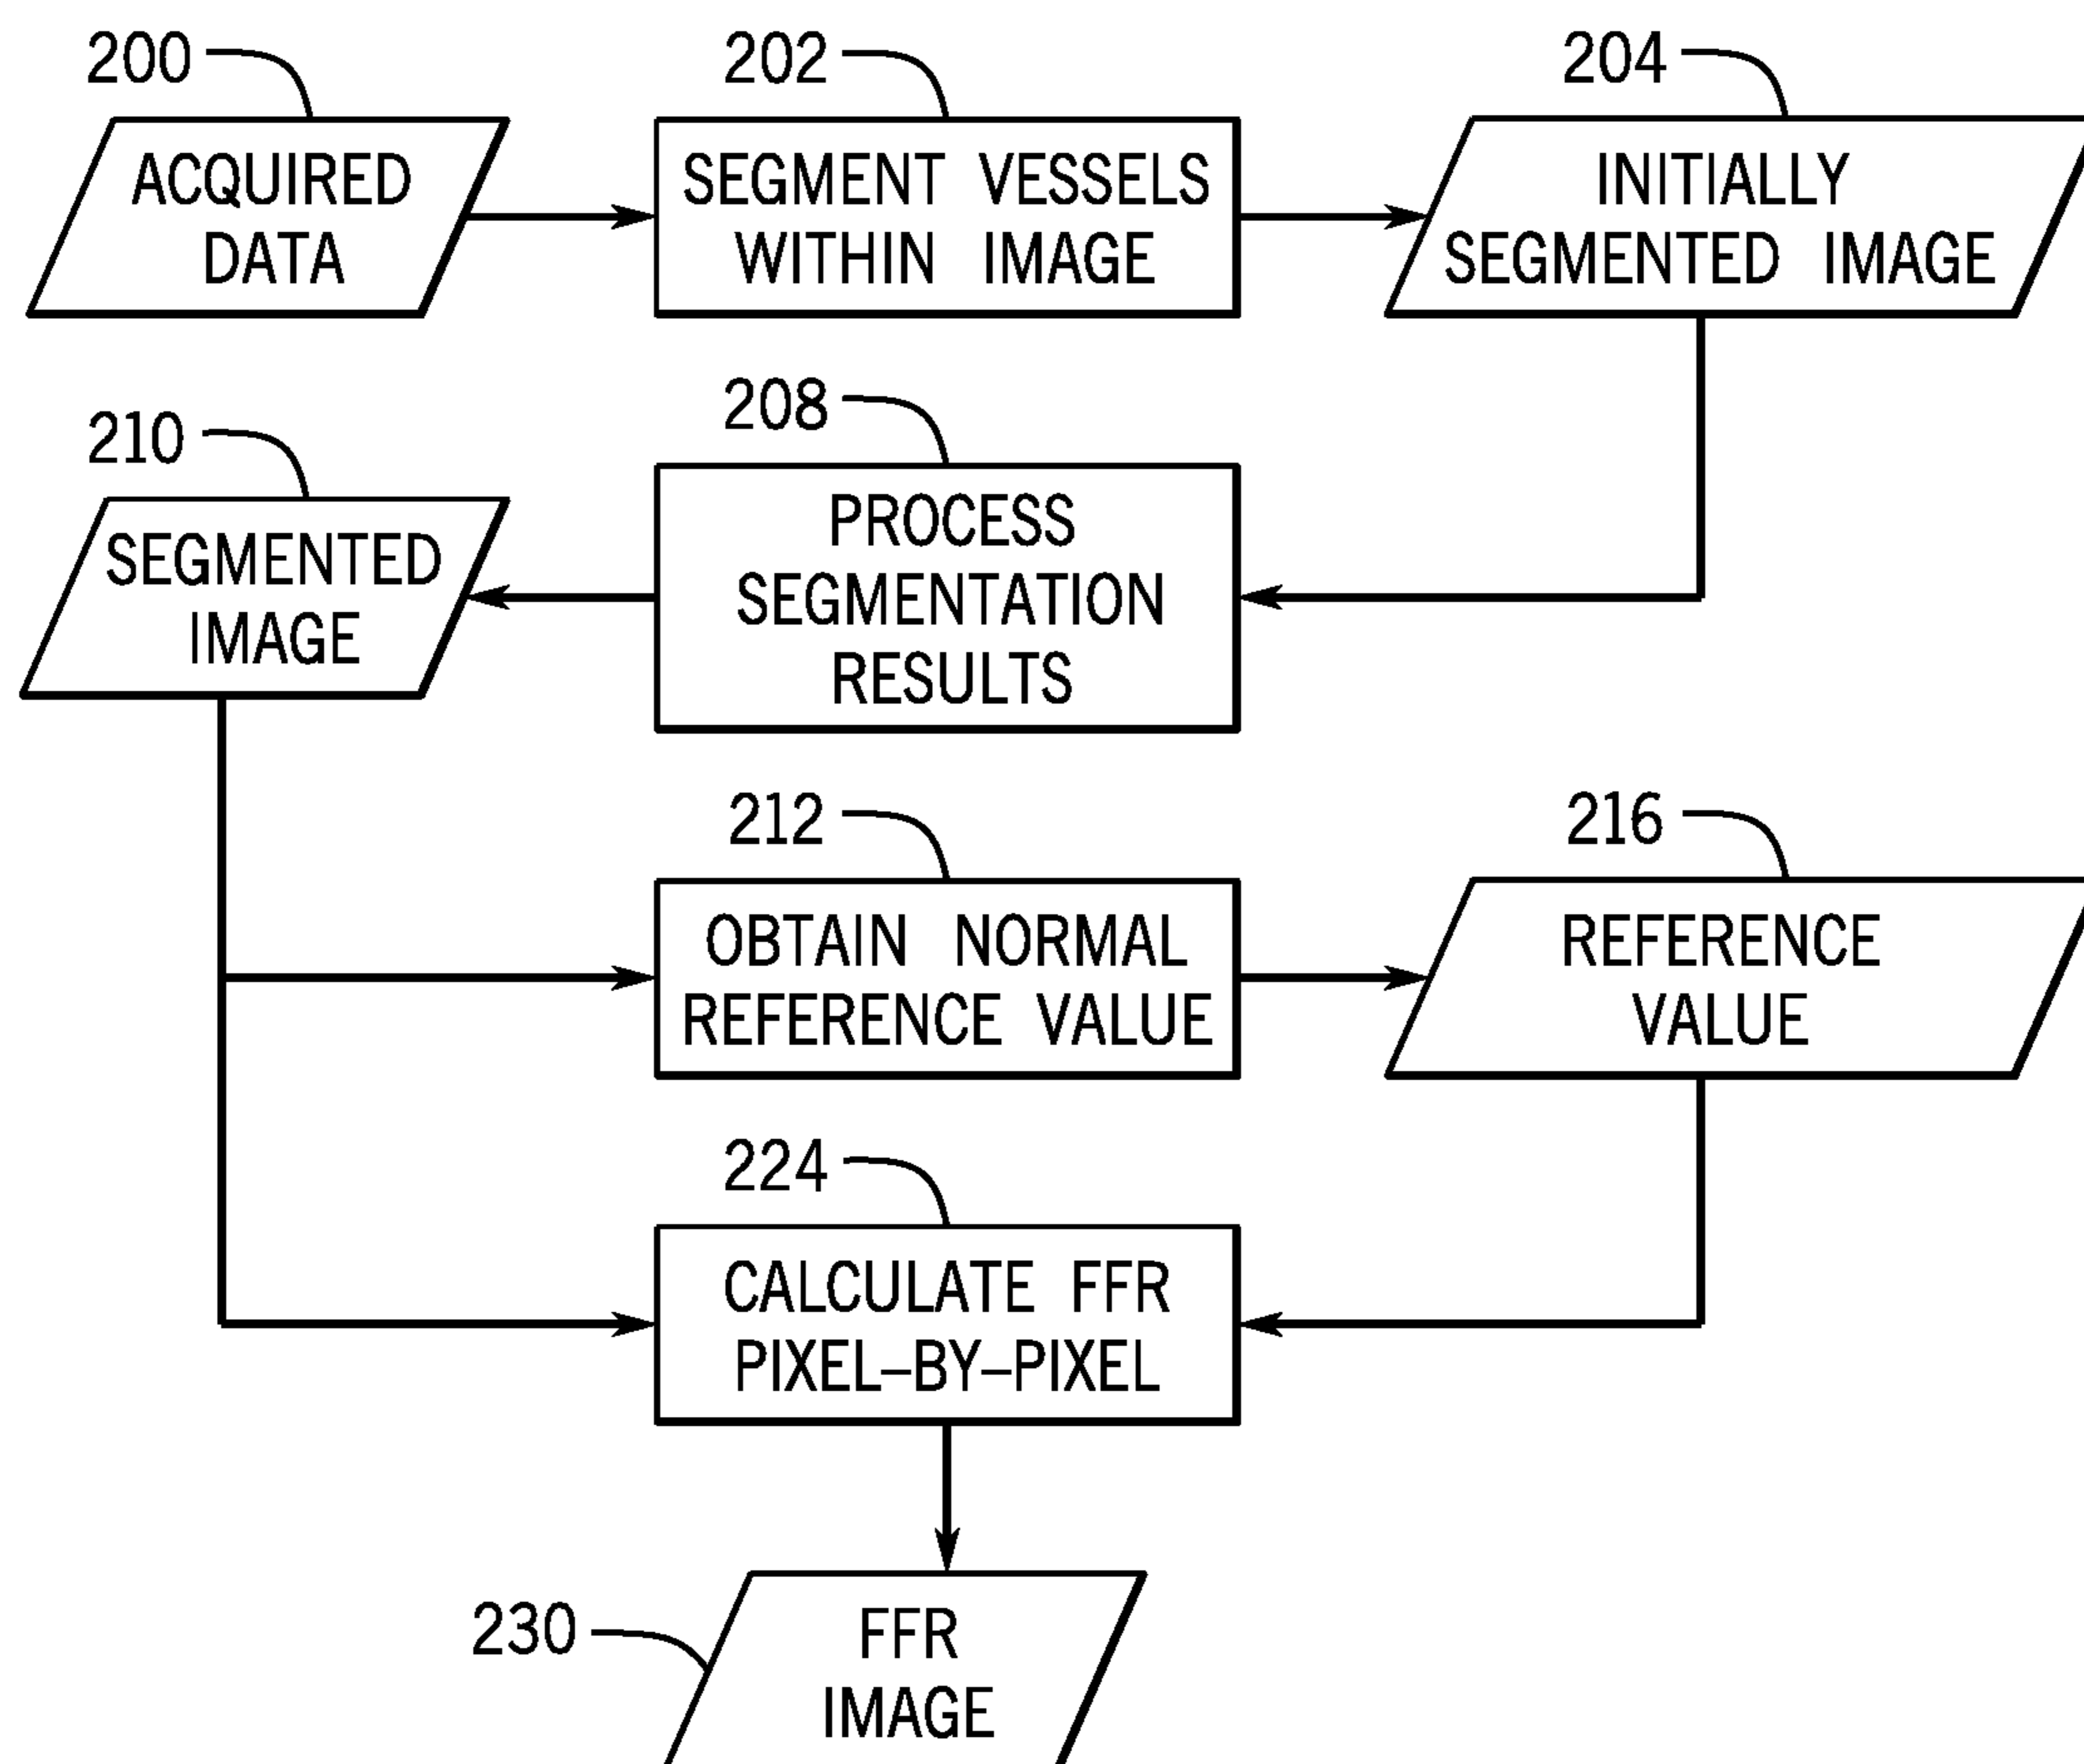 200
ACQUIRED
DATA
202
SEGMENT VESSELS
WITHIN IMAGE
204
INITIALLY
SEGMENTED IMAGE
210
SEGMENTED
IMAGE
208
PROCESS
SEGMENTATION
RESULTS
212
OBTAIN NORMAL
REFERENCE VALUE
216
REFERENCE
VALUE
224
CALCULATE FFR
PIXEL–BY–PIXEL
230
FFR
IMAGE